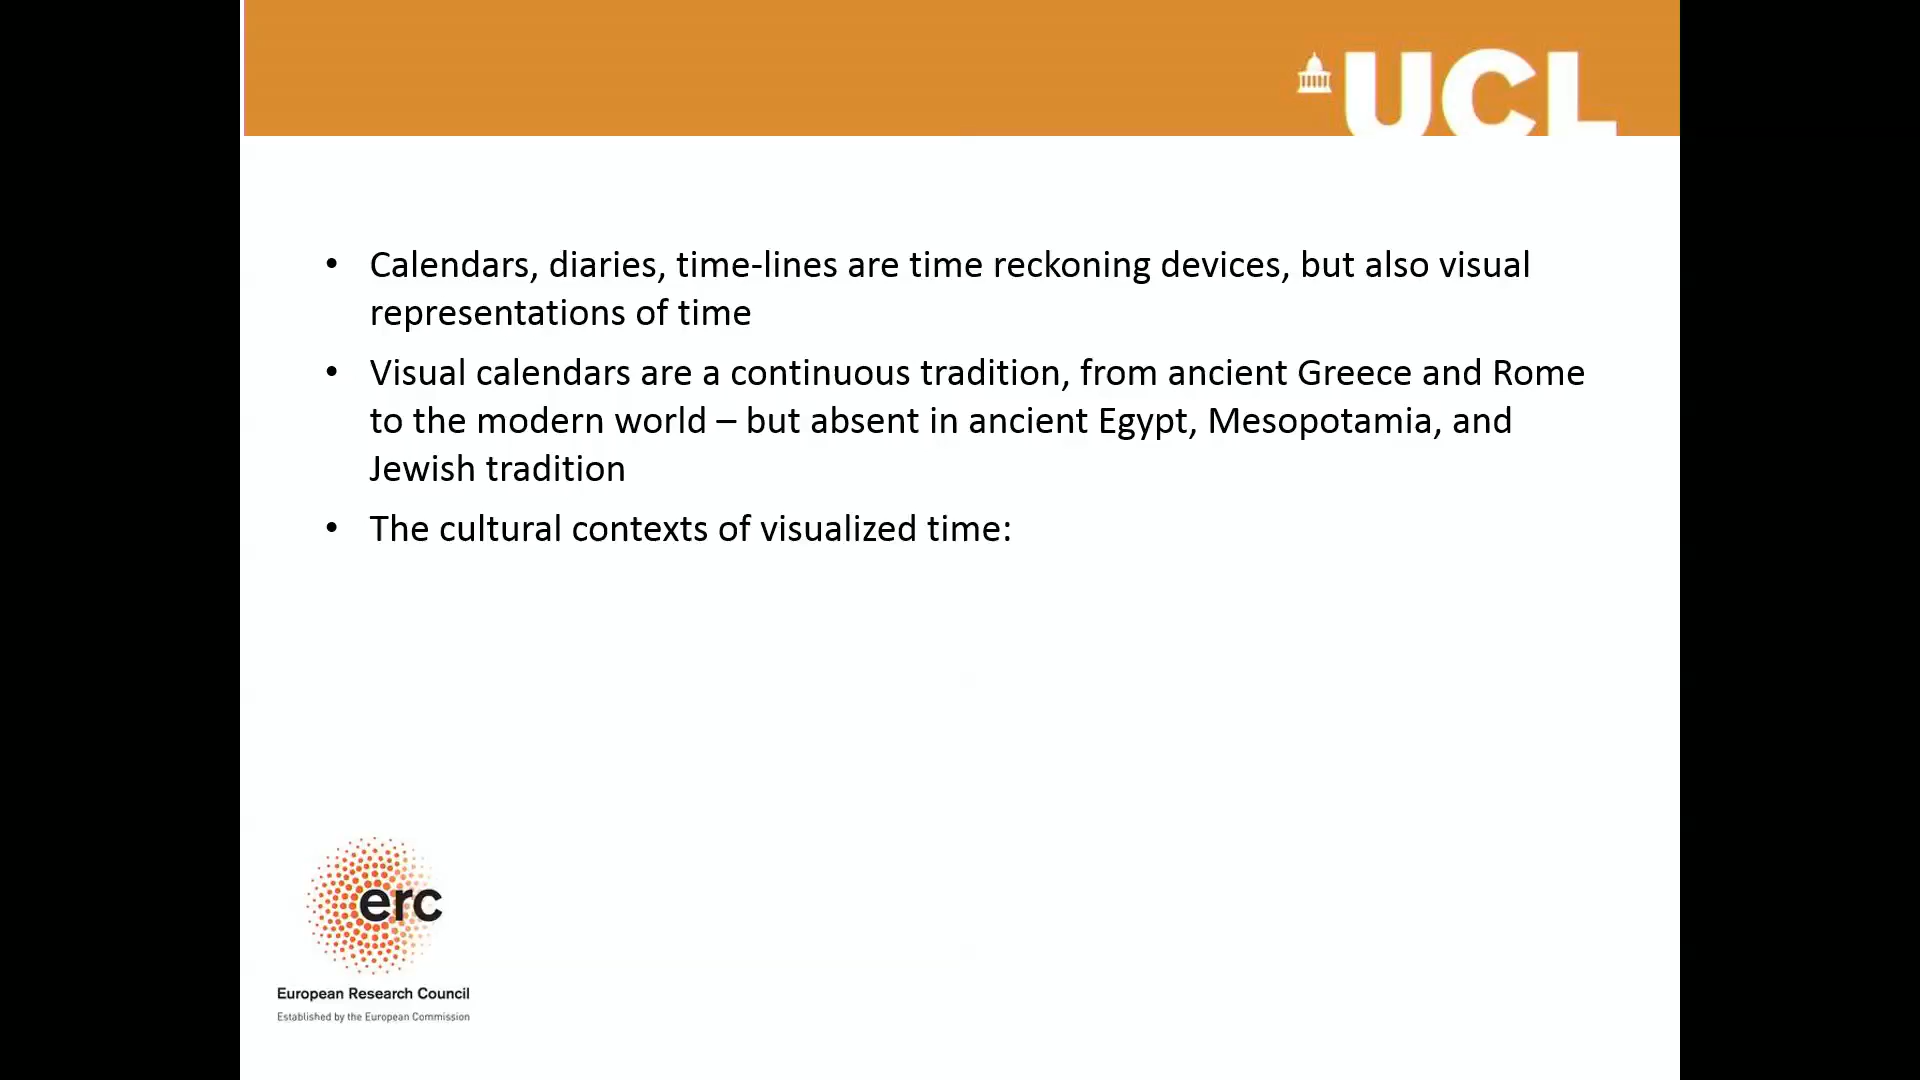 UCL
• Calendars, diaries, time-lines are time reckoning devices, but also visual
representations of time
• Visual calendars are a continuous tradition, from ancient Greece and Rome
to the modern world – but absent in ancient Egypt, Mesopotamia, and
Jewish tradition
• The cultural contexts of visualized time:
erc
European Research Council
Established by the European Commission